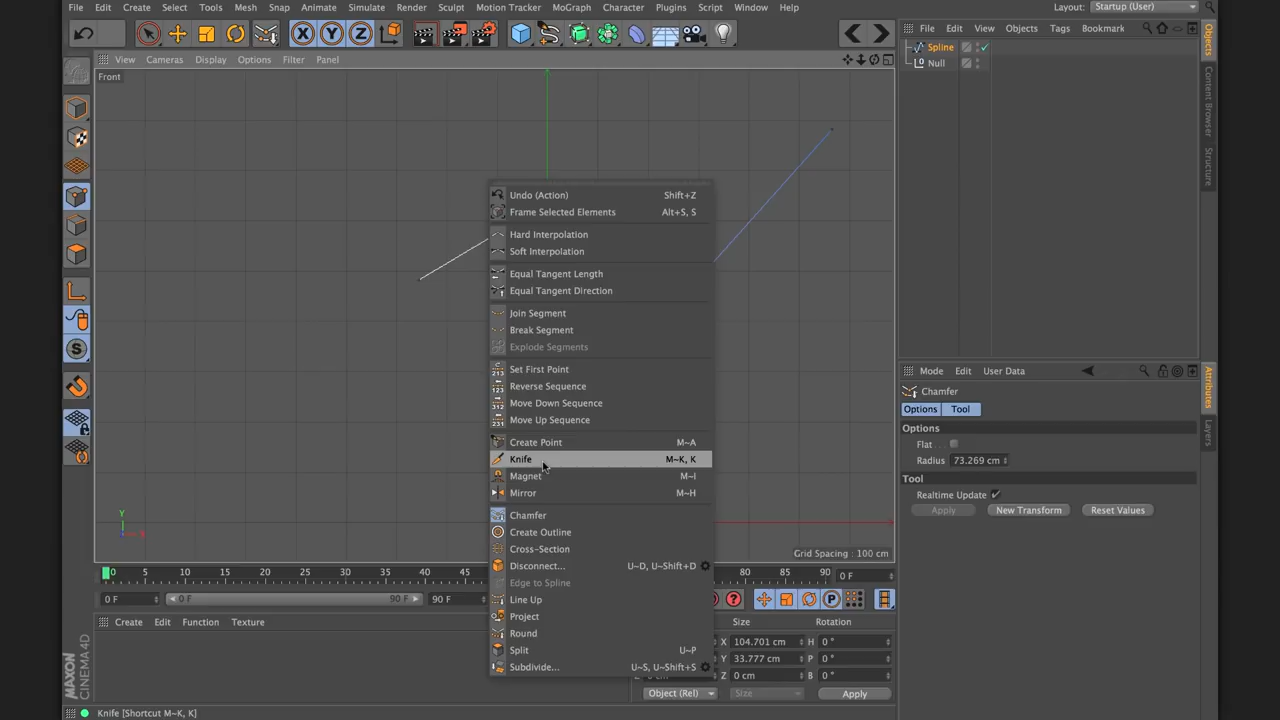 File Edit Create Select Tools Mesh Snap Animate Simulate Render Sculpt Motion Tracker MoGraph Character Plugins Script Window Help Layout: Startup (User)
View Cameras Display Options Filter Panel
File Edit View Objects Tags Bookmark
Spline
Null
Front
Objects
Content Browser
Structure
Undo (Action) Shift+Z
Frame Selected Elements Alt+S, S
Hard Interpolation
Soft Interpolation
Equal Tangent Length
Equal Tangent Direction
Join Segment
Break Segment
Explode Segments
Set First Point
Reverse Sequence
Move Down Sequence
Move Up Sequence
Create Point M~A
Knife M~K, K
Magnet M~I
Mirror M~H
Chamfer
Create Outline
Cross-Section
Disconnect... U~D, U~Shift+D
Edge to Spline
Line Up
Project
Round
Split U~P
Subdivide... U~S, U~Shift+S
Mode Edit User Data
Chamfer
Options Tool
Options
Flat
Radius 73.269 cm
Tool
Realtime Update
Apply New Transform Reset Values
Attributes
Layers
Y
Grid Spacing : 100 cm
0 5 10 15 20 25 30 35 40 45 80 85 90 0 F
0 F 0 F 90 F 90 F
Create Edit Function Texture
Size Rotation
X 104.701 cm H 0 °
Y 33.777 cm P 0 °
Z 0 cm B 0 °
Object (Rel) Size Apply
MAXON
CINEMA4D
Knife [Shortcut M~K, K]